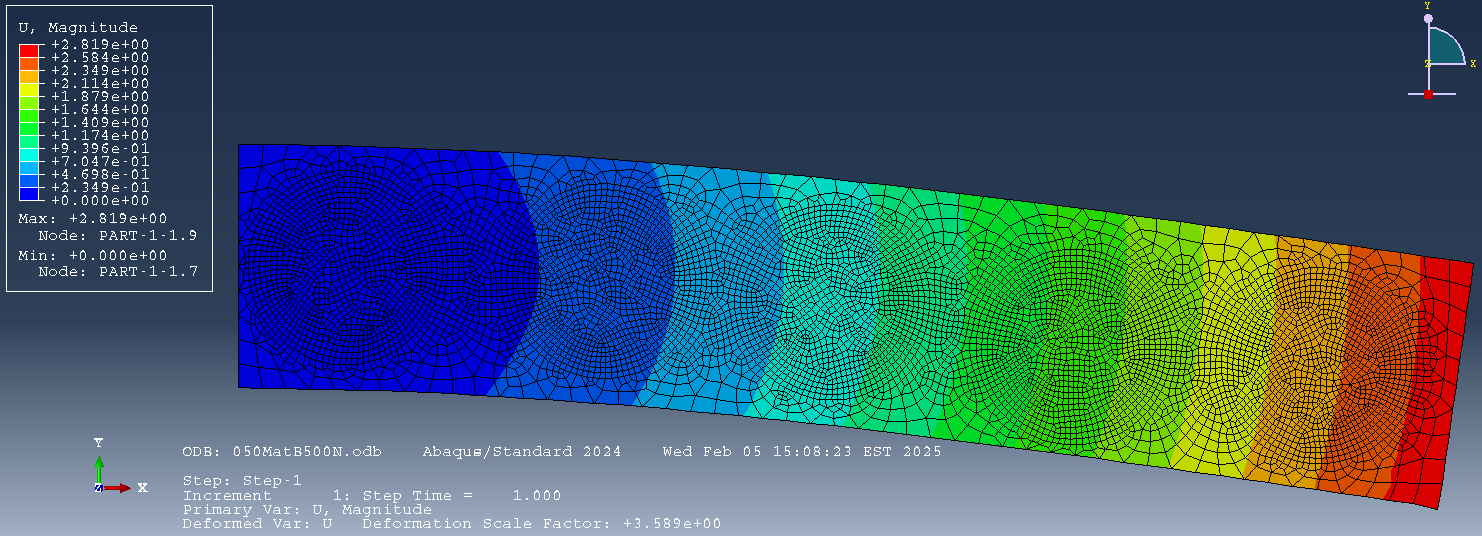 U, Magnitude
+2.819e+00
+2.584e+00
+2.349e+00
+2.114e+00
+1.879e+00
+1.644e+00
+1.409e+00
+1.174e+00
+9.396e-01
+7.047e-01
+4.698e-01
+2.349e-01
+0.000e+00
Max: +2.819e+00
Node: PART-1-1.9
Min: +0.000e+00
Node: PART-1-1.7
Y
Z
X
Y
Z
X
ODB: 050MatB500N.odb Abaqus/Standard 2024 Wed Feb 05 15:08:23 EST 2025
Step: Step-1
Increment 1: Step Time = 1.000
Primary Var: U, Magnitude
Deformed Var: U Deformation Scale Factor: +3.589e+00